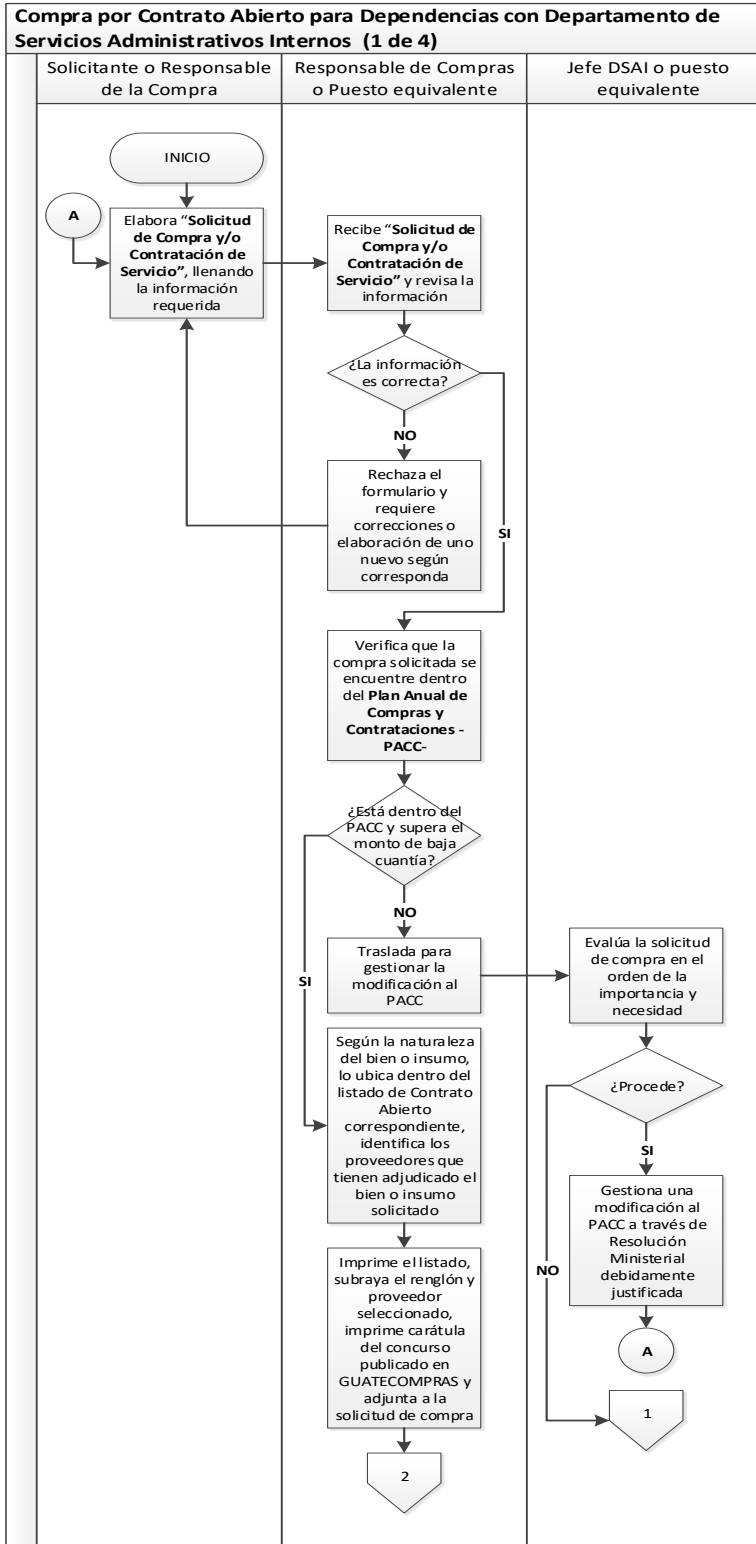 Compra por Contrato Abierto para Dependencias con Departamento de
Servicios Administrativos Internos (1 de 4)
Solicitante o Responsable
de la Compra
Responsable de Compras
o Puesto equivalente
Jefe DSAI o puesto
equivalente
INICIO
A
Elabora “Solicitud
de Compra y/o
Contratación de
Servicio”, llenando
la información
requerida
Recibe “Solicitud de
Compra y/o
Contratación de
Servicio” y revisa la
información
¿La información
es correcta?
NO
SI
Rechaza el
formulario y
requiere
correcciones o
elaboración de uno
nuevo según
corresponda
Verifica que la
compra solicitada se
encuentre dentro
del Plan Anual de
Compras y
Contrataciones -
PACC-
¿Está dentro del
PACC y supera el
monto de baja
cuantía?
NO
SI
Traslada para
gestionar la
modificación al
PACC
Evalúa la solicitud
de compra en el
orden de la
importancia y
necesidad
Según la naturaleza
del bien o insumo,
lo ubica dentro del
listado de Contrato
Abierto
correspondiente,
identifica los
proveedores que
tienen adjudicado el
bien o insumo
solicitado
¿Procede?
SI
NO
Gestiona una
modificación al
PACC a través de
Resolución
Ministerial
debidamente
justificada
Imprime el listado,
subraya el renglón y
proveedor
seleccionado,
imprime carátula
del concurso
publicado en
GUATECOMPRAS y
adjunta a la
solicitud de compra
A
1
2